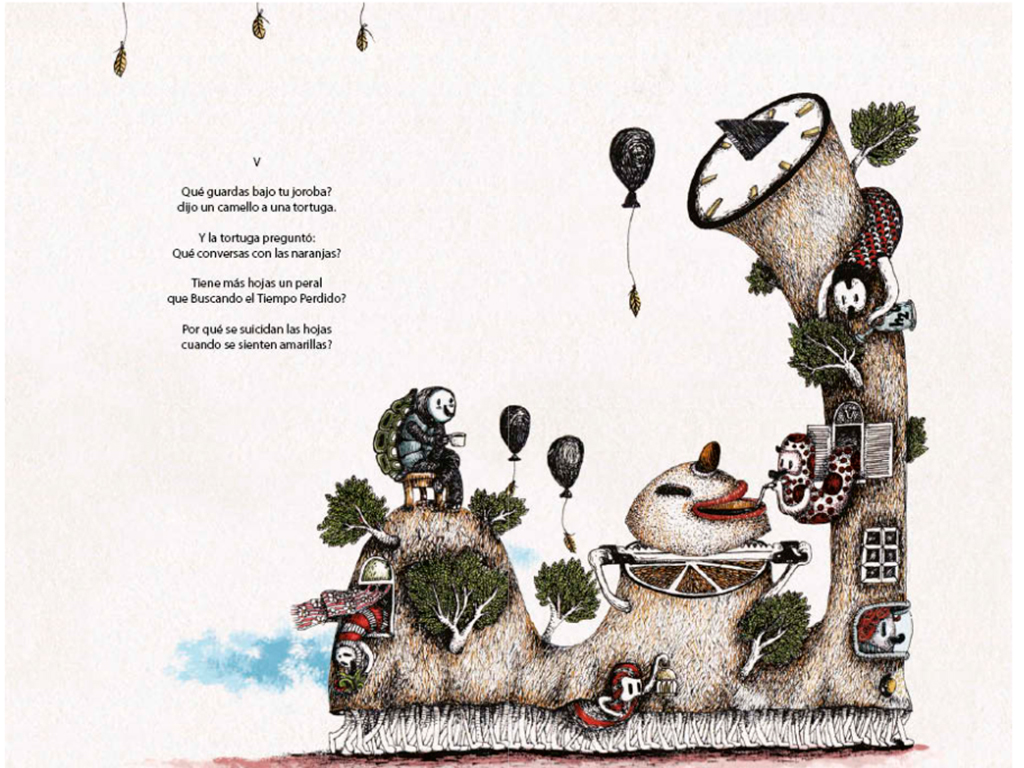 V
Qué guardas bajo tu joroba?
dijo un camello a una tortuga.
Y la tortuga preguntó:
Qué conversas con las naranjas?
Tiene más hojas un peral
que Buscando el Tiempo Perdido?
Por qué se suicidan las hojas
cuando se sienten amarillas?